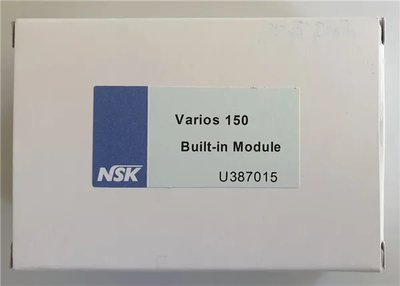 Varios 150
Built-in Module
NSK
U387015